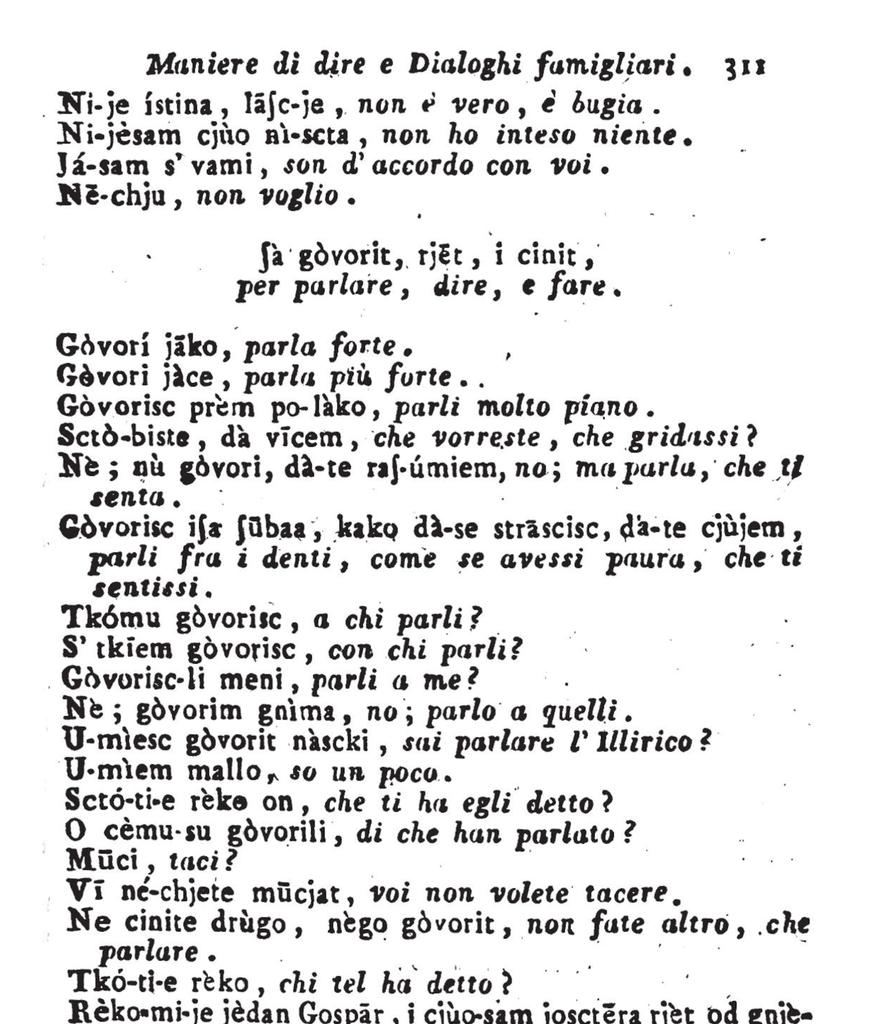 Maniere di dire e Dialoghi famigliari. 311
Ni-je ístina, lāſc-je, non è vero, è bugia.
Ni-jèsam cjùo nì-scta, non ho inteso niente.
Já-sam s' vami, son d'accordo con voi.
Nē-chju, non voglio.
ſà gòvorit, rjēt, i cinit,
per parlare, dire, e fare.
Gòvorí jāko, parla forte.
Gòvori jàce, parla più forte.
Gòvorisc prèm po-làko, parli molto piano.
Sctò-biste, dà vīcem, che vorreste, che gridassi?
Nè; nù gòvori, dà-te raſ-úmiem, no; ma parla, che ti
senta.
Gòvorisc iſa ſūbaa, kako dà-se strāscisc, dà-te cjùjem,
parli fra i denti, come se avessi paura, che ti
sentissi.
Tkómu gòvorisc, a chi parli?
S' tkīem gòvorisc, con chi parli?
Gòvorisc-li meni, parli a me?
Nè; gòvorim gnìma, no; parlo a quelli.
U-mìesc gòvorit nàscki, sai parlare l'Illirico?
U-mìem mallo, so un poco.
Sctó-ti-e rèko on, che ti ha egli detto?
O cèmu-su gòvorili, di che han parlato?
Mūci, taci?
Vī né-chjete mūcjat, voi non volete tacere.
Ne cinite drùgo, nègo gòvorit, non fate altro, che
parlare.
Tkó-ti-e rèko, chi tel ha detto?
Rèko-mi-je jèdan Gospār, i cjùo-sam josctēra rjèt od gniè-